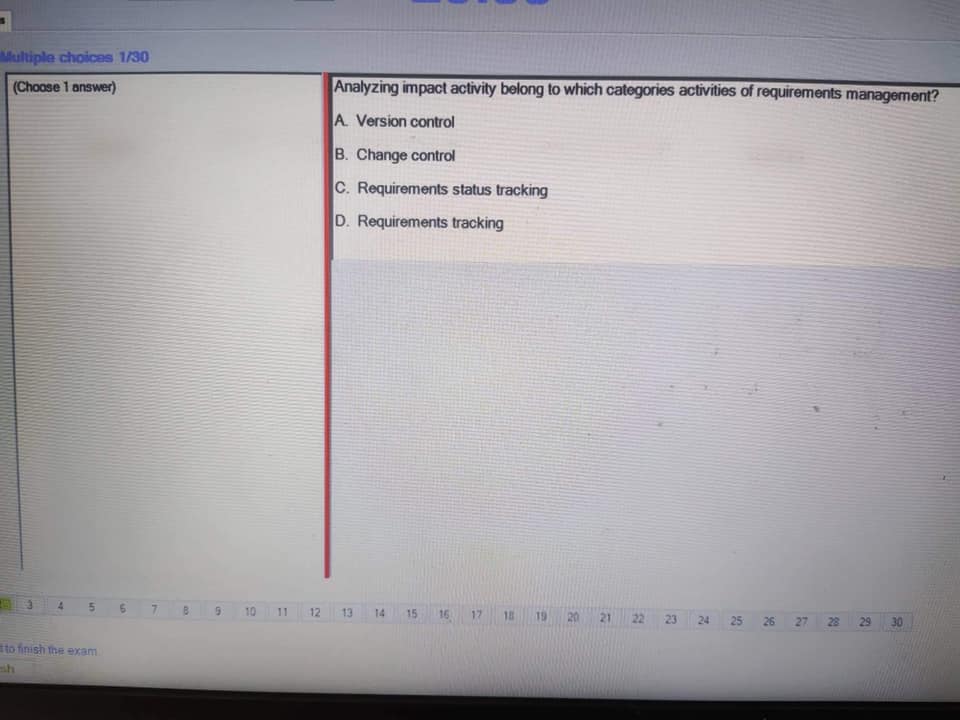 Multiple choices 1/30
(Choose 1 answer)
Analyzing impact activity belong to which categories activities of requirements management?
A. Version control
B. Change control
C. Requirements status tracking
D. Requirements tracking
3 4 5 6 7 8 9 10 11 12 13 14 15 16 17 18 19 20 21 22 23 24 25 26 27 28 29 30
to finish the exam.
sh